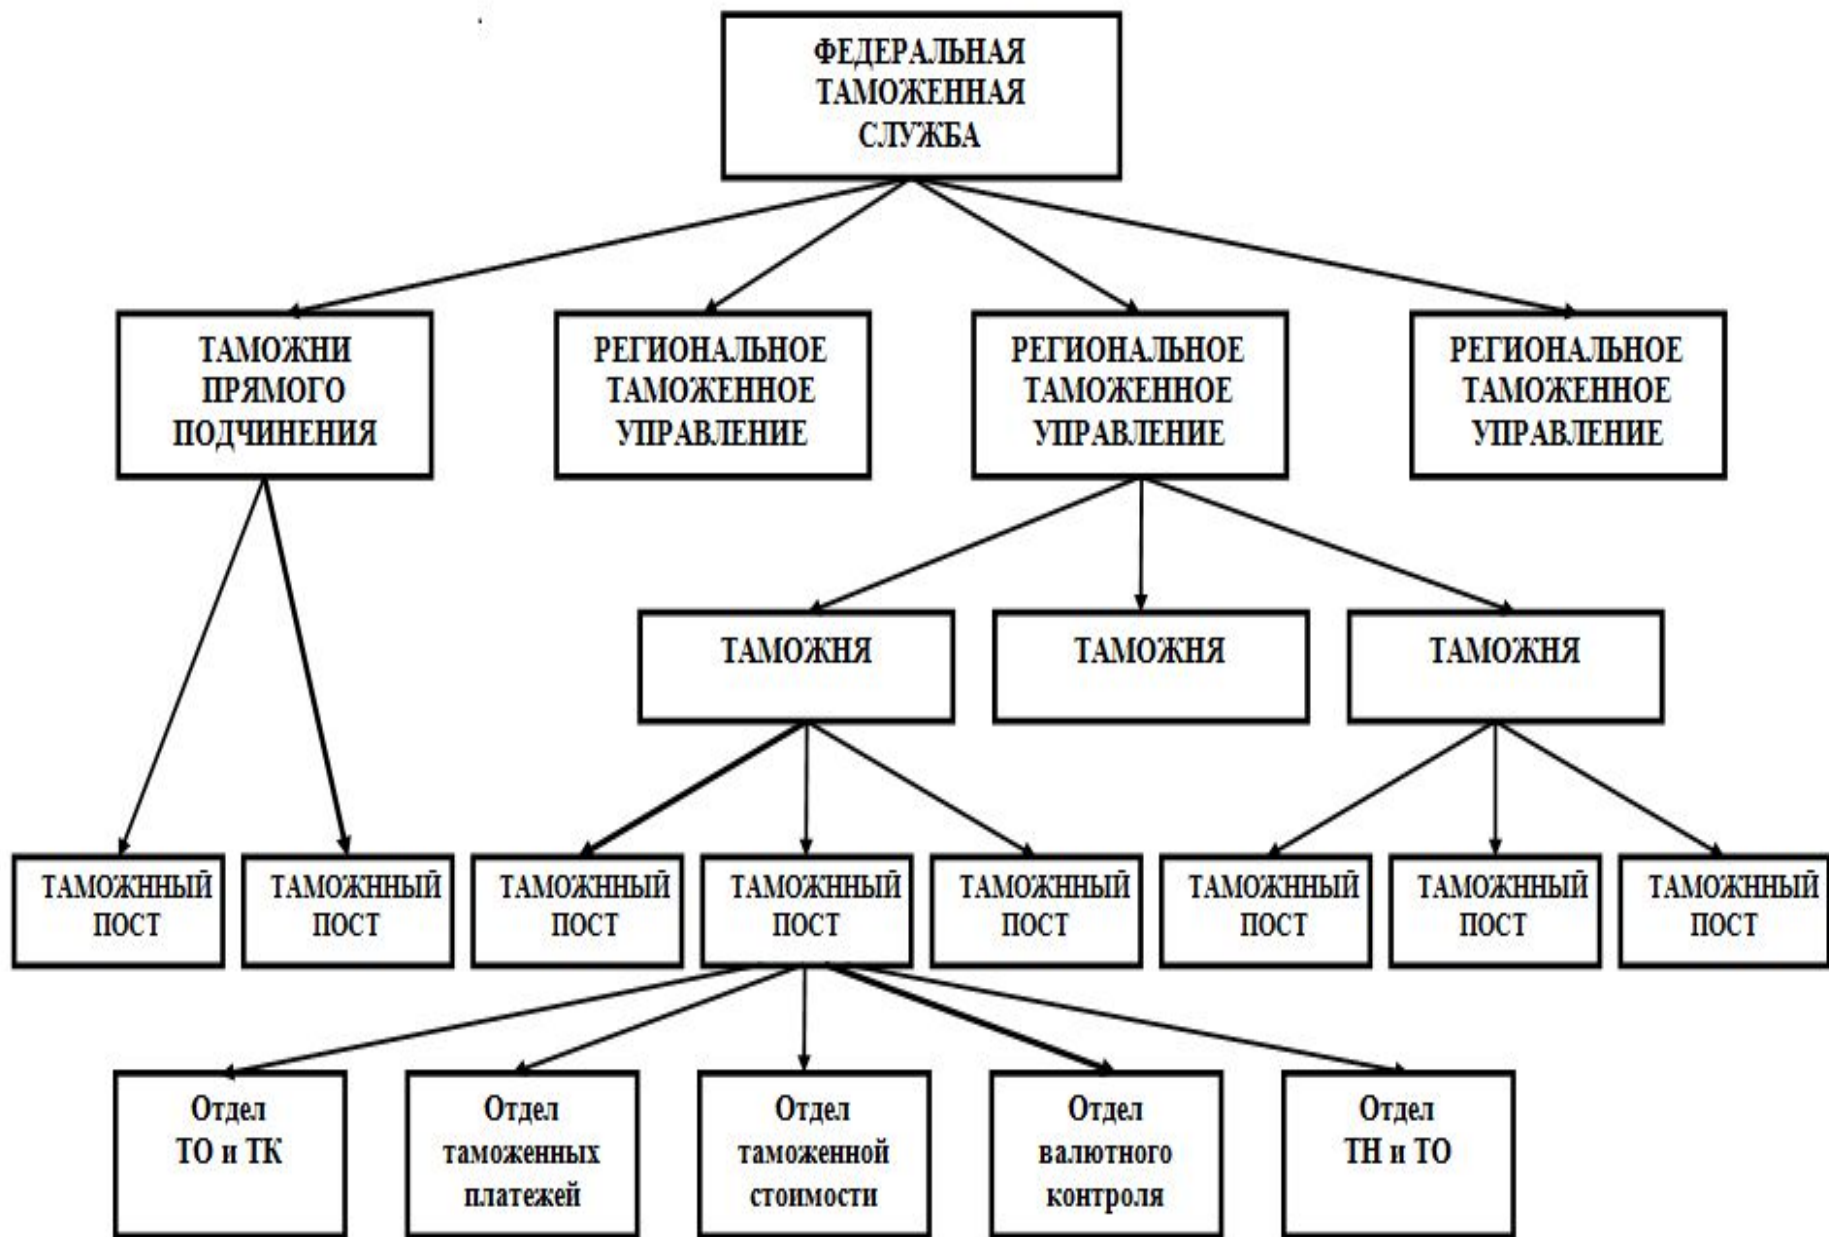 ФЕДЕРАЛЬНАЯ
ТАМОЖЕННАЯ
СЛУЖБА
ТАМОЖНИ
ПРЯМОГО
ПОДЧИНЕНИЯ
РЕГИОНАЛЬНОЕ
ТАМОЖЕННОЕ
УПРАВЛЕНИЕ
РЕГИОНАЛЬНОЕ
ТАМОЖЕННОЕ
УПРАВЛЕНИЕ
РЕГИОНАЛЬНОЕ
ТАМОЖЕННОЕ
УПРАВЛЕНИЕ
ТАМОЖНЯ
ТАМОЖНЯ
ТАМОЖНЯ
ТАМОЖННЫЙ
ПОСТ
ТАМОЖННЫЙ
ПОСТ
ТАМОЖННЫЙ
ПОСТ
ТАМОЖННЫЙ
ПОСТ
ТАМОЖННЫЙ
ПОСТ
ТАМОЖННЫЙ
ПОСТ
ТАМОЖННЫЙ
ПОСТ
ТАМОЖННЫЙ
ПОСТ
Отдел
ТО и ТК
Отдел
таможенных
платежей
Отдел
таможенной
стоимости
Отдел
валютного
контроля
Отдел
ТН и ТО